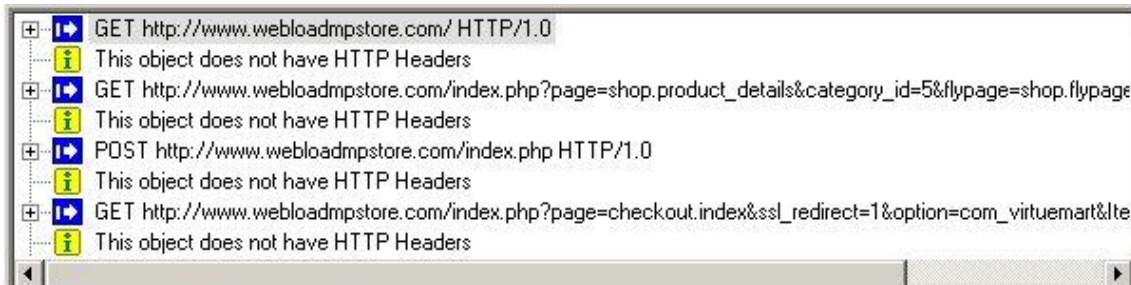 GET http://www.webloadmpstore.com/ HTTP/1.0
This object does not have HTTP Headers
GET http://www.webloadmpstore.com/index.php?page=shop.product_details&category_id=5&flypage=shop.flypage
This object does not have HTTP Headers
POST http://www.webloadmpstore.com/index.php HTTP/1.0
This object does not have HTTP Headers
GET http://www.webloadmpstore.com/index.php?page=checkout.index&ssl_redirect=1&option=com_virtuemart&Ite
This object does not have HTTP Headers